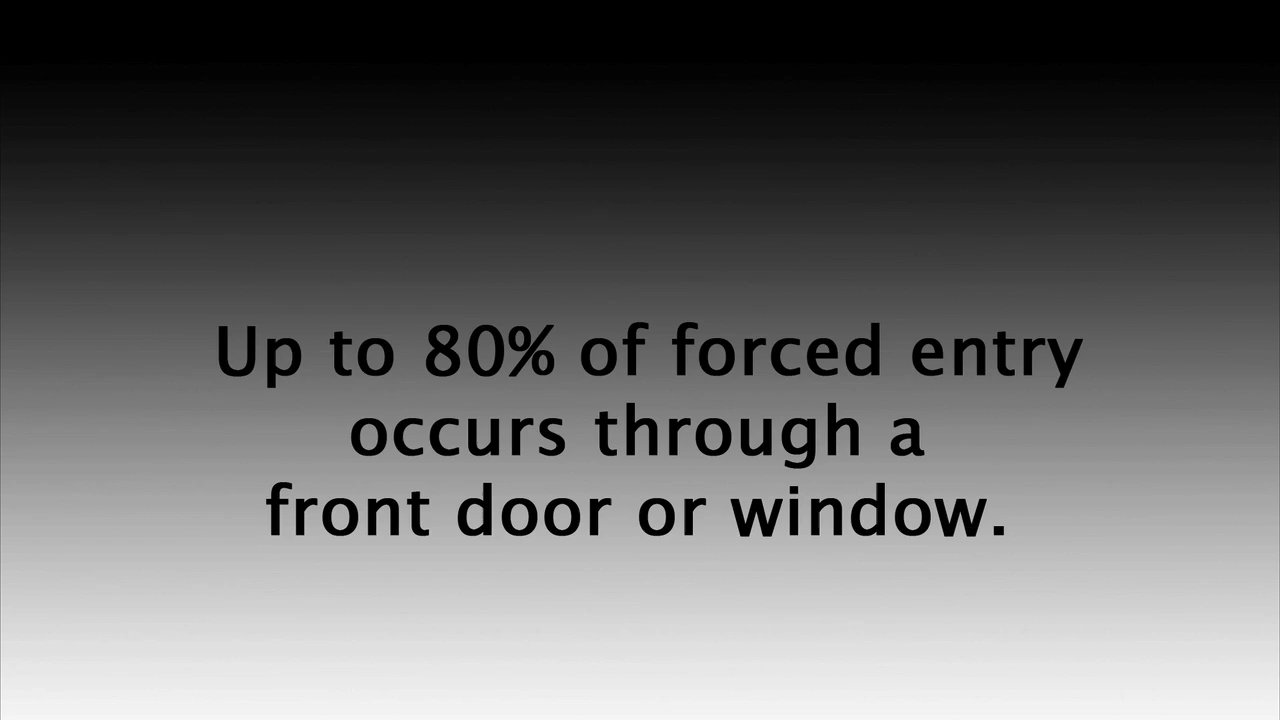 Up to 80% of forced entry
occurs through a
front door or window.